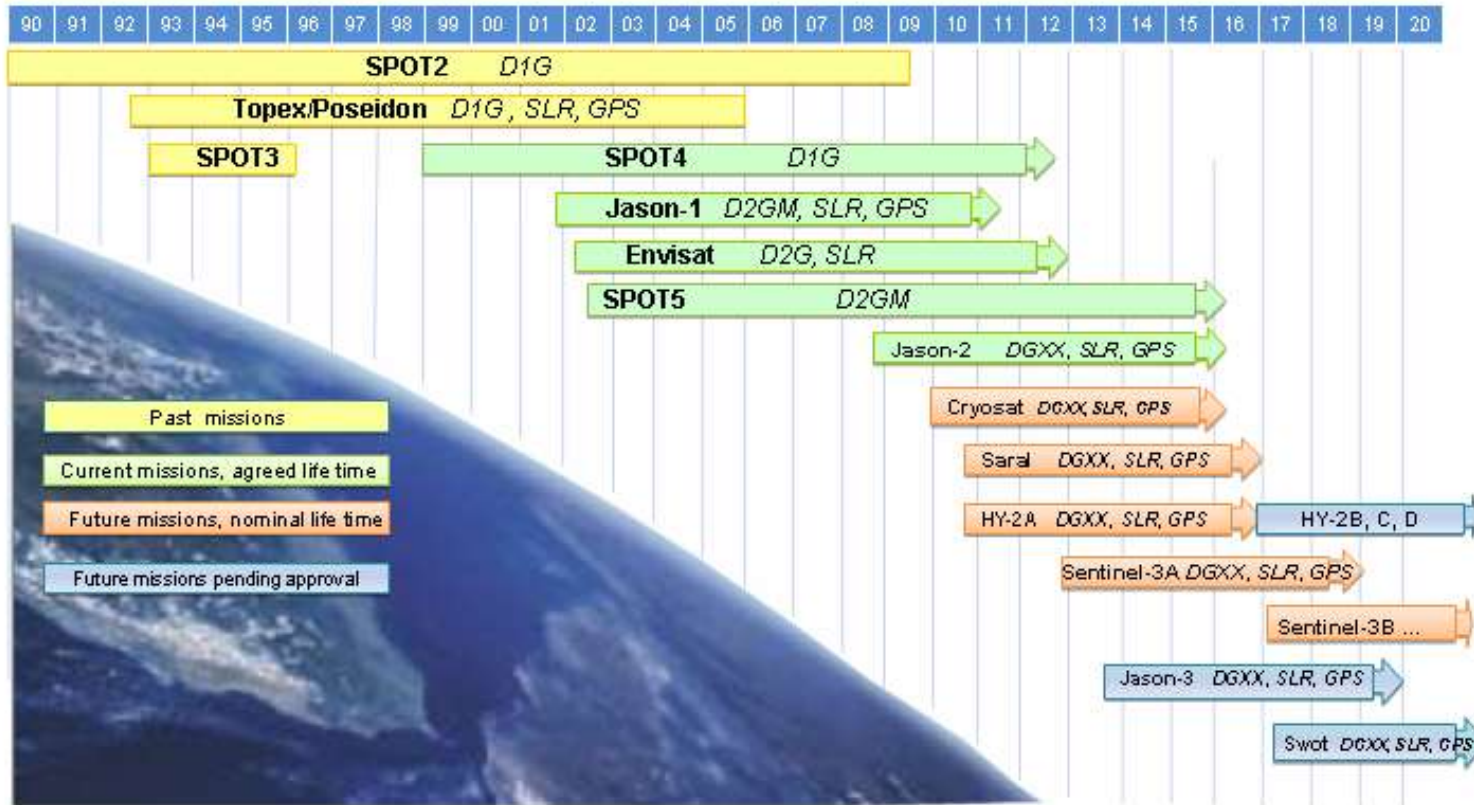 90 91 92 93 94 95 96 97 98 99 00 01 02 03 04 05 06 07 08 09 10 11 12 13 14 15 16 17 18 19 20
SPOT2 D1G
Topex/Poseidon D1G, SLR, GPS
SPOT3
SPOT4 D1G
Jason-1 D2GM, SLR, GPS
Envisat D2G, SLR
SPOT5 D2GM
Jason-2 DGXX, SLR, GPS
Cryosat DGXX, SLR, GPS
Saral DGXX, SLR, GPS
HY-2A DGXX, SLR, GPS
HY-2B, C, D
Sentinel-3A DGXX, SLR, GPS
Sentinel-3B ...
Jason-3 DGXX, SLR, GPS
Swot DGXX, SLR, GPS
Past missions
Current missions, agreed life time
Future missions, nominal life time
Future missions pending approval